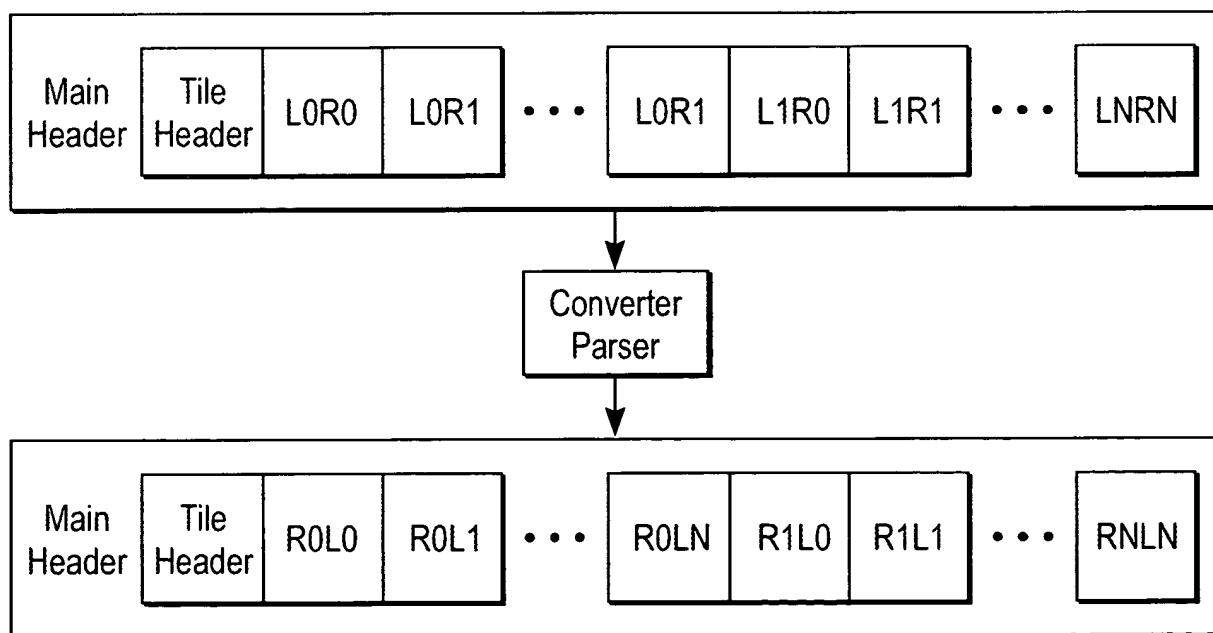 Main Header
Tile Header
L0R0
L0R1
• • •
L0R1
L1R0
L1R1
• • •
LNRN
Converter
Parser
Main Header
Tile Header
R0L0
R0L1
• • •
R0LN
R1L0
R1L1
• • •
RNLN